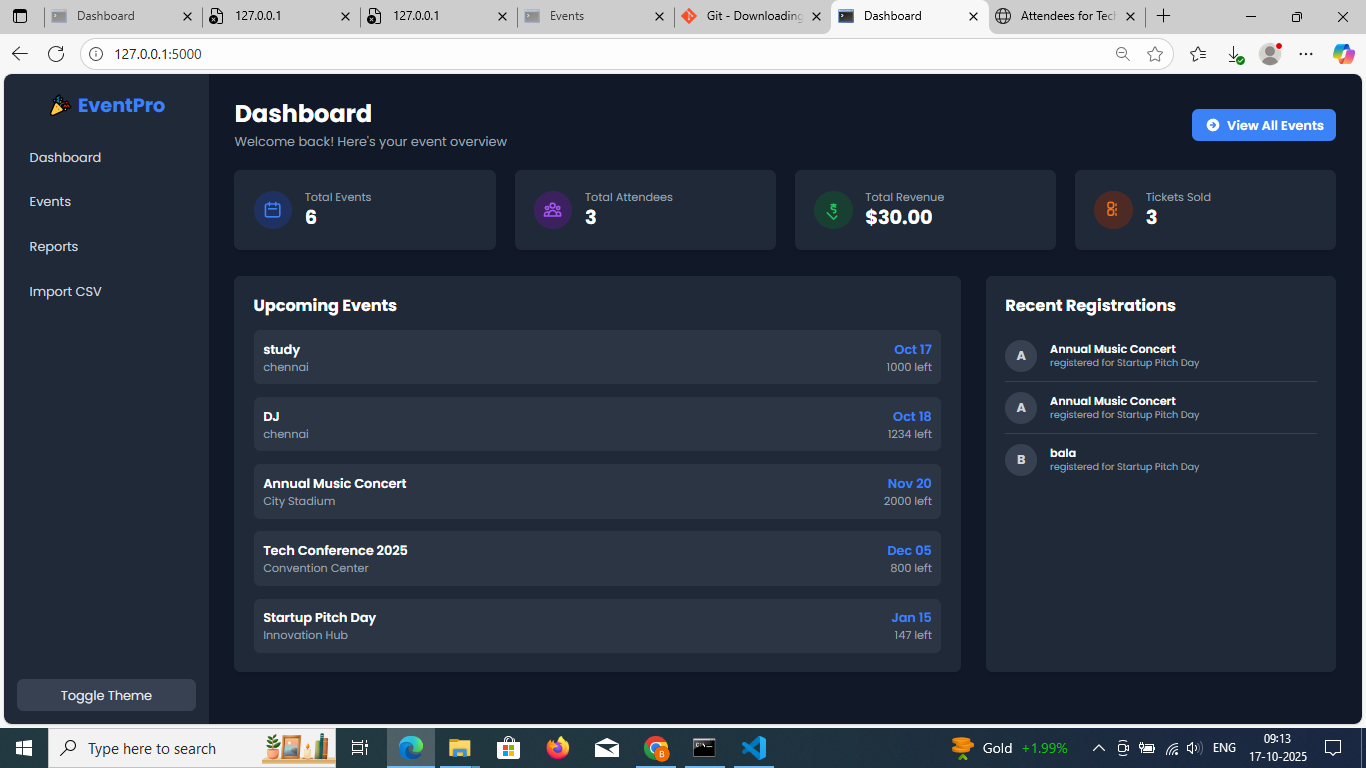 Dashboard
127.0.0.1
127.0.0.1
Events
Git - Downloading
Dashboard
Attendees for Tech
127.0.0.1:5000
EventPro
Dashboard
Events
Reports
Import CSV
Toggle Theme
Dashboard
Welcome back! Here's your event overview
View All Events
Total Events
6
Total Attendees
3
Total Revenue
$30.00
Tickets Sold
3
Upcoming Events
study
Oct 17
chennai
1000 left
DJ
Oct 18
chennai
1234 left
Annual Music Concert
Nov 20
City Stadium
2000 left
Tech Conference 2025
Dec 05
Convention Center
800 left
Startup Pitch Day
Jan 15
Innovation Hub
147 left
Recent Registrations
A
Annual Music Concert
registered for Startup Pitch Day
A
Annual Music Concert
registered for Startup Pitch Day
B
bala
registered for Startup Pitch Day
Type here to search
B
Gold +1.99%
ENG
09:13
17-10-2025